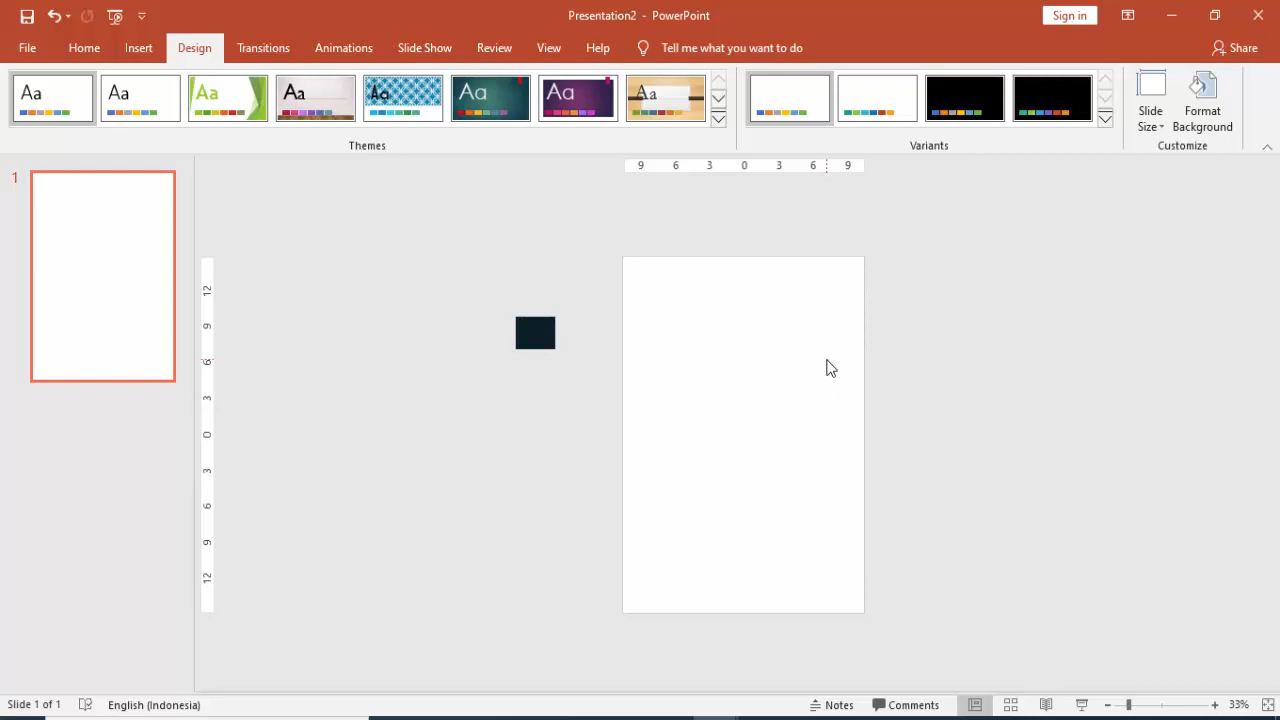 Presentation2 - PowerPoint
Sign in
File Home Insert Design Transitions Animations Slide Show Review View Help Tell me what you want to do Share
Aa Aa Aa Aa Aa Aa Aa Aa
Slide Size
Format Background
Themes Variants Customize
1
9 6 3 0 3 6 9
12
9
6
3
0
3
6
9
12
Slide 1 of 1 English (Indonesia) Notes Comments 33%